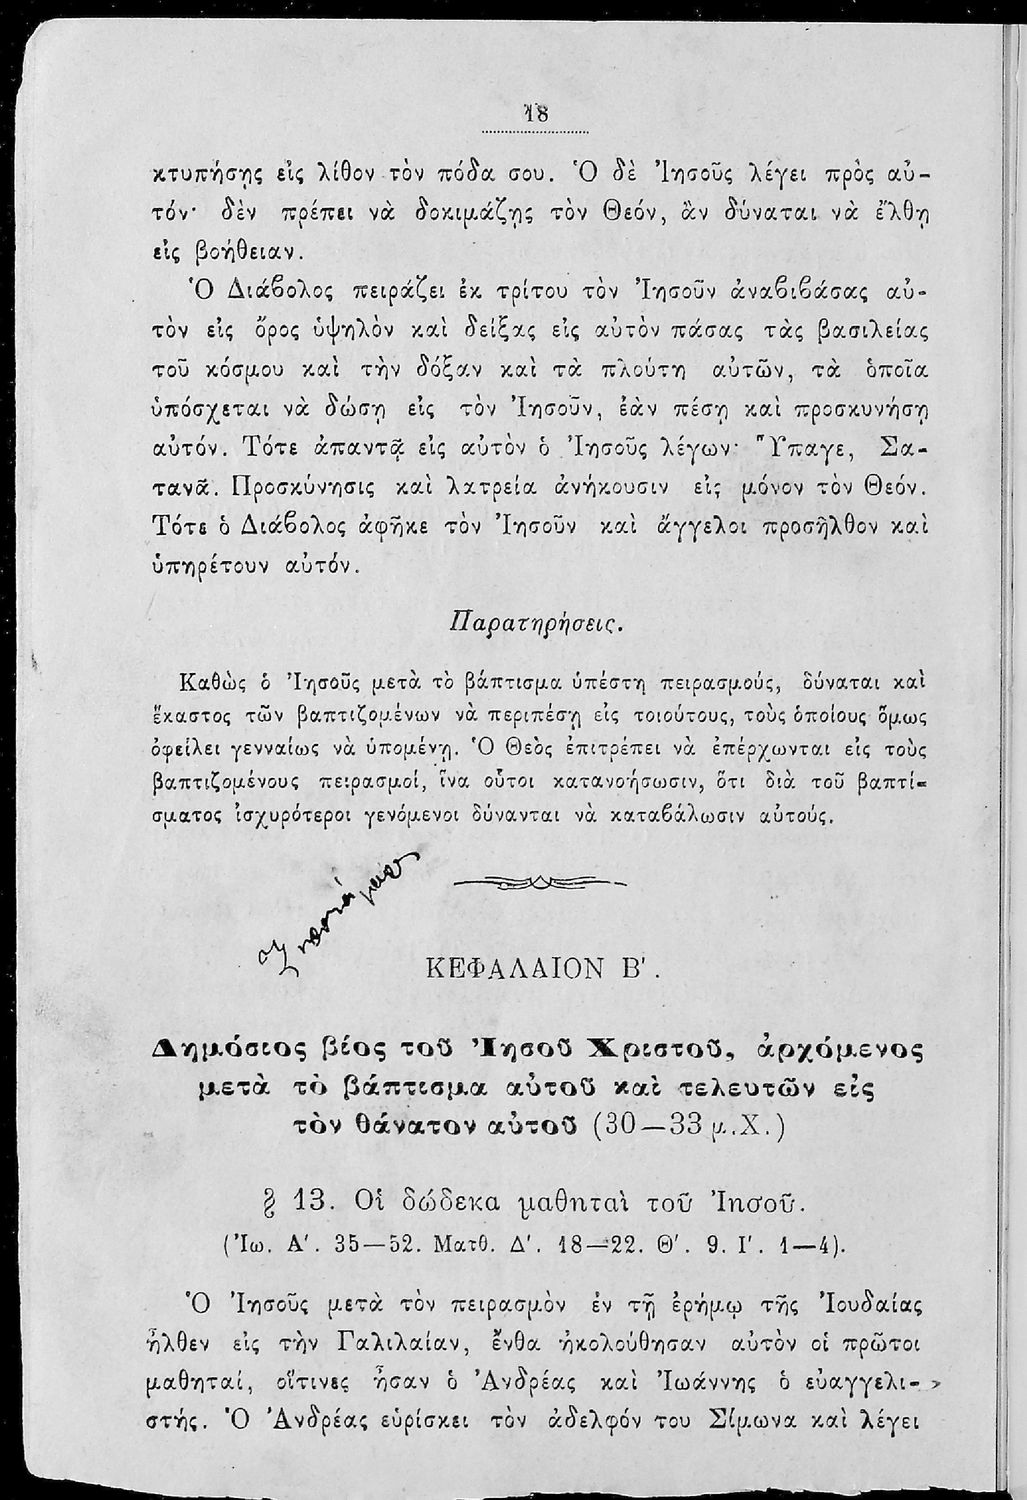 18
κτυπήσῃς εἰς λίθον τὸν πόδα σου. Ὁ δὲ Ἰησοῦς λέγει πρὸς αὐ-
τόν· δὲν πρέπει νὰ δοκιμάζῃς τὸν Θεόν, ἂν δύναται νὰ ἔλθῃ
εἰς βοήθειαν.
Ὁ Διάβολος πειράζει ἐκ τρίτου τὸν Ἰησοῦν ἀναβιβάσας αὐ-
τὸν εἰς ὄρος ὑψηλὸν καὶ δείξας εἰς αὐτὸν πάσας τὰς βασιλείας
τοῦ κόσμου καὶ τὴν δόξαν καὶ τὰ πλούτη αὐτῶν, τὰ ὁποῖα
ὑπόσχεται νὰ δώσῃ εἰς τὸν Ἰησοῦν, ἐὰν πέσῃ καὶ προσκυνήσῃ
αὐτόν. Τότε ἀπαντᾷ εἰς αὐτὸν ὁ Ἰησοῦς λέγων· Ὕπαγε, Σα-
τανᾶ. Προσκύνησις καὶ λατρεία ἀνήκουσιν εἰς μόνον τὸν Θεόν.
Τότε ὁ Διάβολος ἀφῆκε τὸν Ἰησοῦν καὶ ἄγγελοι προσῆλθον καὶ
ὑπηρέτουν αὐτόν.
Παρατηρήσεις.
Καθὼς ὁ Ἰησοῦς μετὰ τὸ βάπτισμα ὑπέστη πειρασμούς, δύναται καὶ
ἕκαστος τῶν βαπτιζομένων νὰ περιπέσῃ εἰς τοιούτους, τοὺς ὁποίους ὅμως
ὀφείλει γενναίως νὰ ὑπομένῃ. Ὁ Θεὸς ἐπιτρέπει νὰ ἐπέρχωνται εἰς τοὺς
βαπτιζομένους πειρασμοί, ἵνα οὗτοι κατανοήσωσιν, ὅτι διὰ τοῦ βαπτί-
σματος ἰσχυρότεροι γενόμενοι δύνανται νὰ καταβάλωσιν αὐτούς.
ΚΕΦΑΛΑΙΟΝ Β'.
Δημόσιος βίος τοῦ Ἰησοῦ Χριστοῦ, ἀρχόμενος
μετὰ τὸ βάπτισμα αὐτοῦ καὶ τελευτῶν εἰς
τὸν θάνατον αὐτοῦ (30—33 μ.Χ.)
§ 13. Οἱ δώδεκα μαθηταὶ τοῦ Ἰησοῦ.
(Ἰω. Α'. 35—52. Ματθ. Δ'. 18—22. Θ'. 9. Ι'. 1—4).
Ὁ Ἰησοῦς μετὰ τὸν πειρασμὸν ἐν τῇ ἐρήμῳ τῆς Ἰουδαίας
ἦλθεν εἰς τὴν Γαλιλαίαν, ἔνθα ἠκολούθησαν αὐτὸν οἱ πρῶτοι
μαθηταί, οἵτινες ἦσαν ὁ Ἀνδρέας καὶ Ἰωάννης ὁ εὐαγγελι-
στής. Ὁ Ἀνδρέας εὑρίσκει τὸν ἀδελφόν του Σίμωνα καὶ λέγει